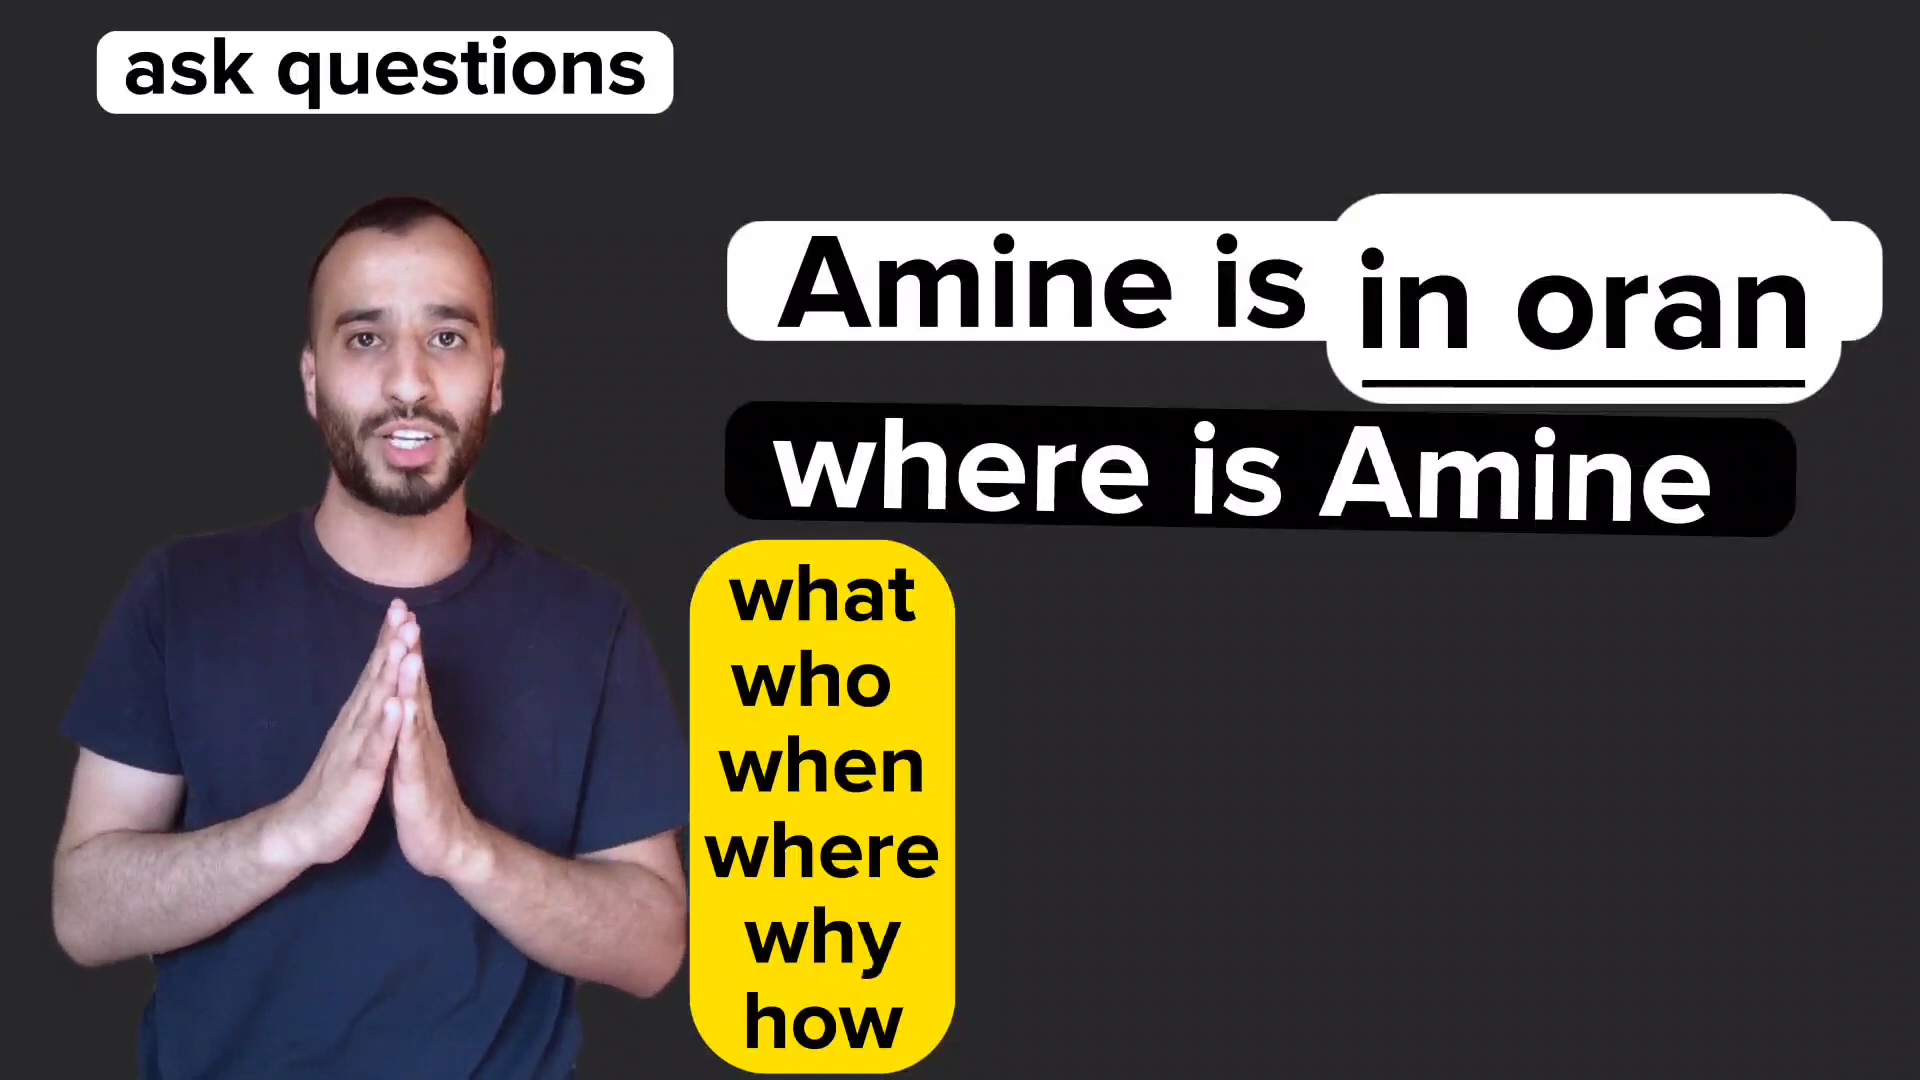 ask questions
Amine is in oran
where is Amine
what
who
when
where
why
how